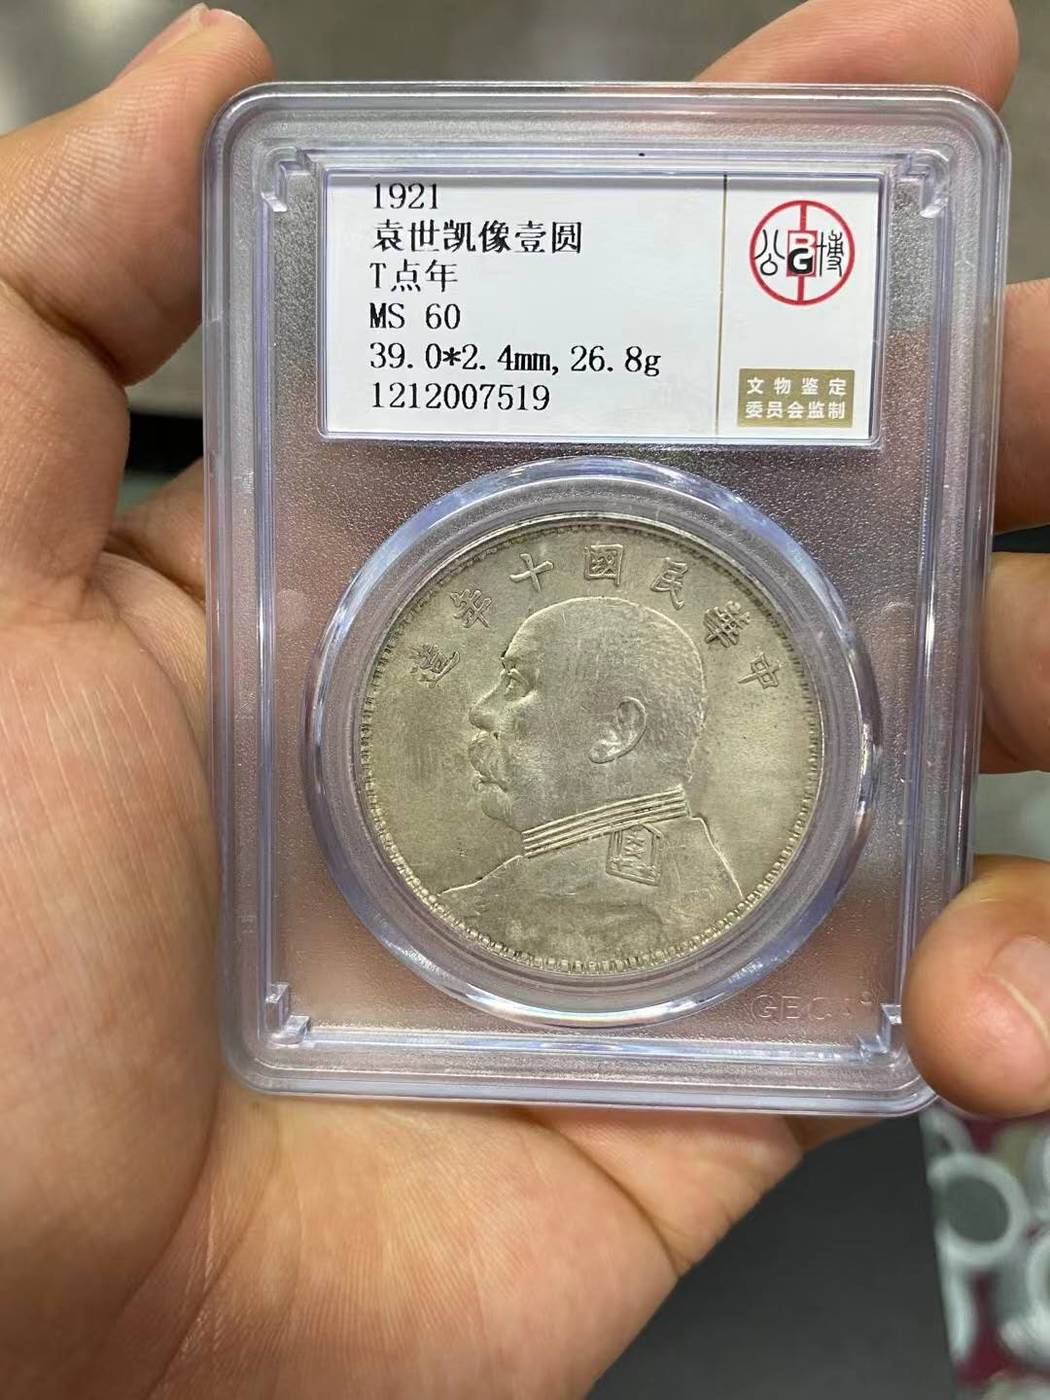 1921
袁世凯像壹圆
T点年
MS 60
39.0*2.4mm,26.8g
1212007519
公博
BG
文物鉴定
委员会监制
中華民國十年造